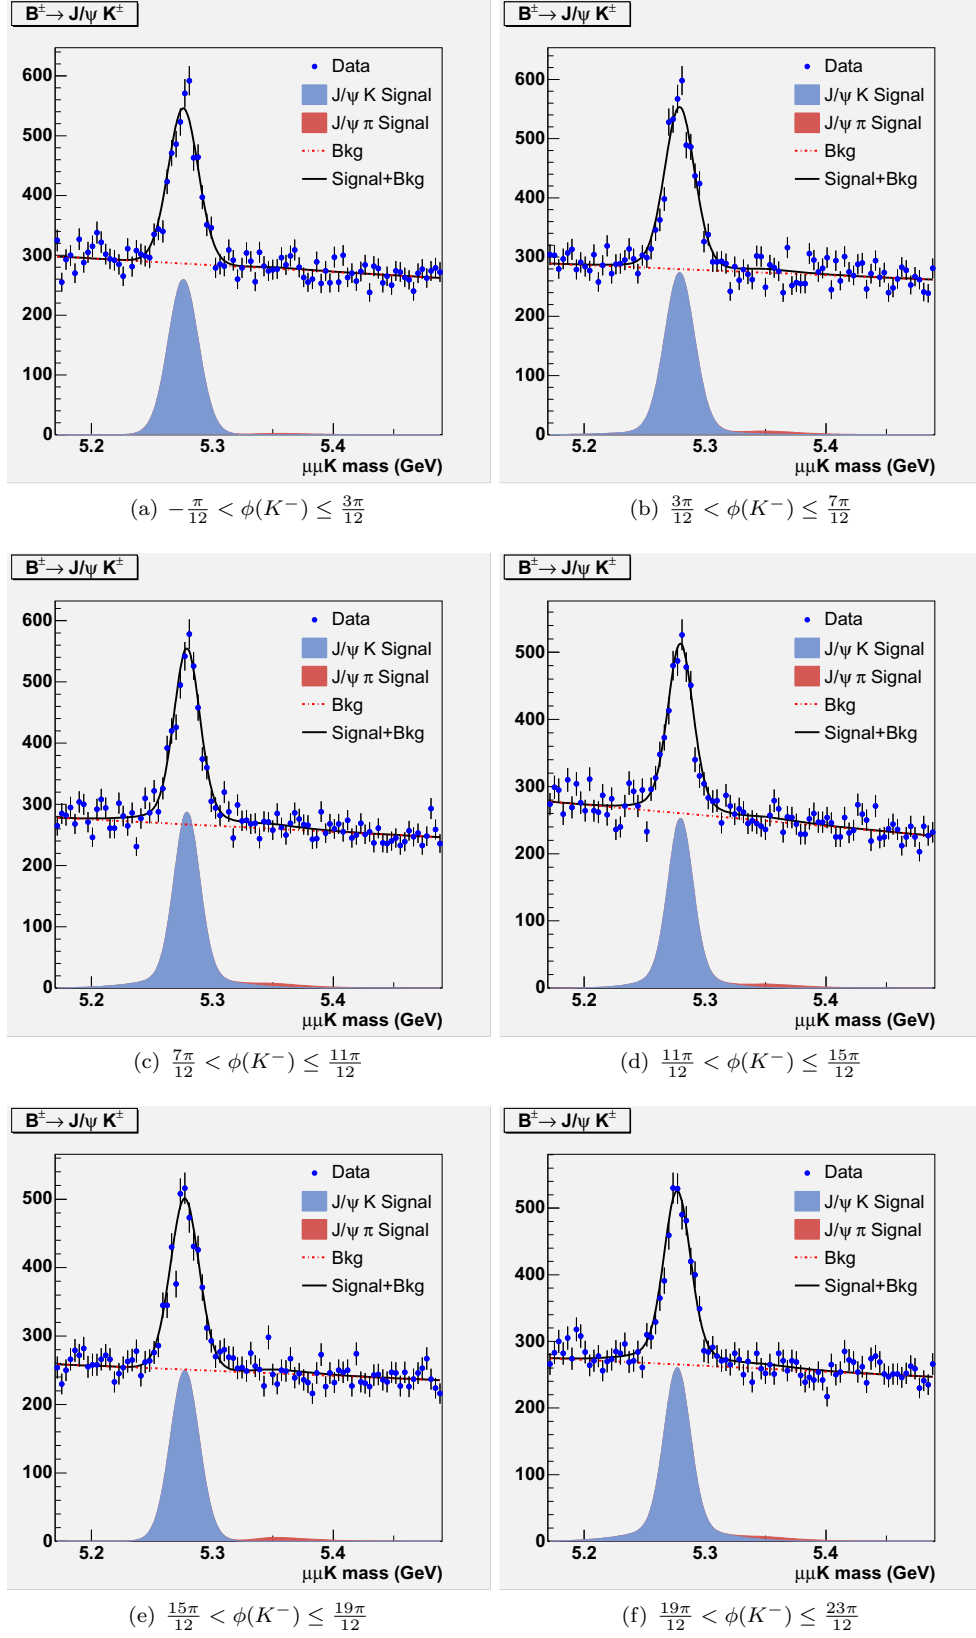 B± → J/ψ K±
Data
J/ψ K Signal
J/ψ π Signal
Bkg
Signal+Bkg
600
500
400
300
200
100
0
5.2 5.3 5.4
μμK mass (GeV)
(a) −π/12 < ϕ(K−) ≤ 3π/12
B± → J/ψ K±
Data
J/ψ K Signal
J/ψ π Signal
Bkg
Signal+Bkg
600
500
400
300
200
100
0
5.2 5.3 5.4
μμK mass (GeV)
(b) 3π/12 < ϕ(K−) ≤ 7π/12
B± → J/ψ K±
Data
J/ψ K Signal
J/ψ π Signal
Bkg
Signal+Bkg
600
500
400
300
200
100
0
5.2 5.3 5.4
μμK mass (GeV)
(c) 7π/12 < ϕ(K−) ≤ 11π/12
B± → J/ψ K±
Data
J/ψ K Signal
J/ψ π Signal
Bkg
Signal+Bkg
500
400
300
200
100
0
5.2 5.3 5.4
μμK mass (GeV)
(d) 11π/12 < ϕ(K−) ≤ 15π/12
B± → J/ψ K±
Data
J/ψ K Signal
J/ψ π Signal
Bkg
Signal+Bkg
500
400
300
200
100
0
5.2 5.3 5.4
μμK mass (GeV)
(e) 15π/12 < ϕ(K−) ≤ 19π/12
B± → J/ψ K±
Data
J/ψ K Signal
J/ψ π Signal
Bkg
Signal+Bkg
500
400
300
200
100
0
5.2 5.3 5.4
μμK mass (GeV)
(f) 19π/12 < ϕ(K−) ≤ 23π/12